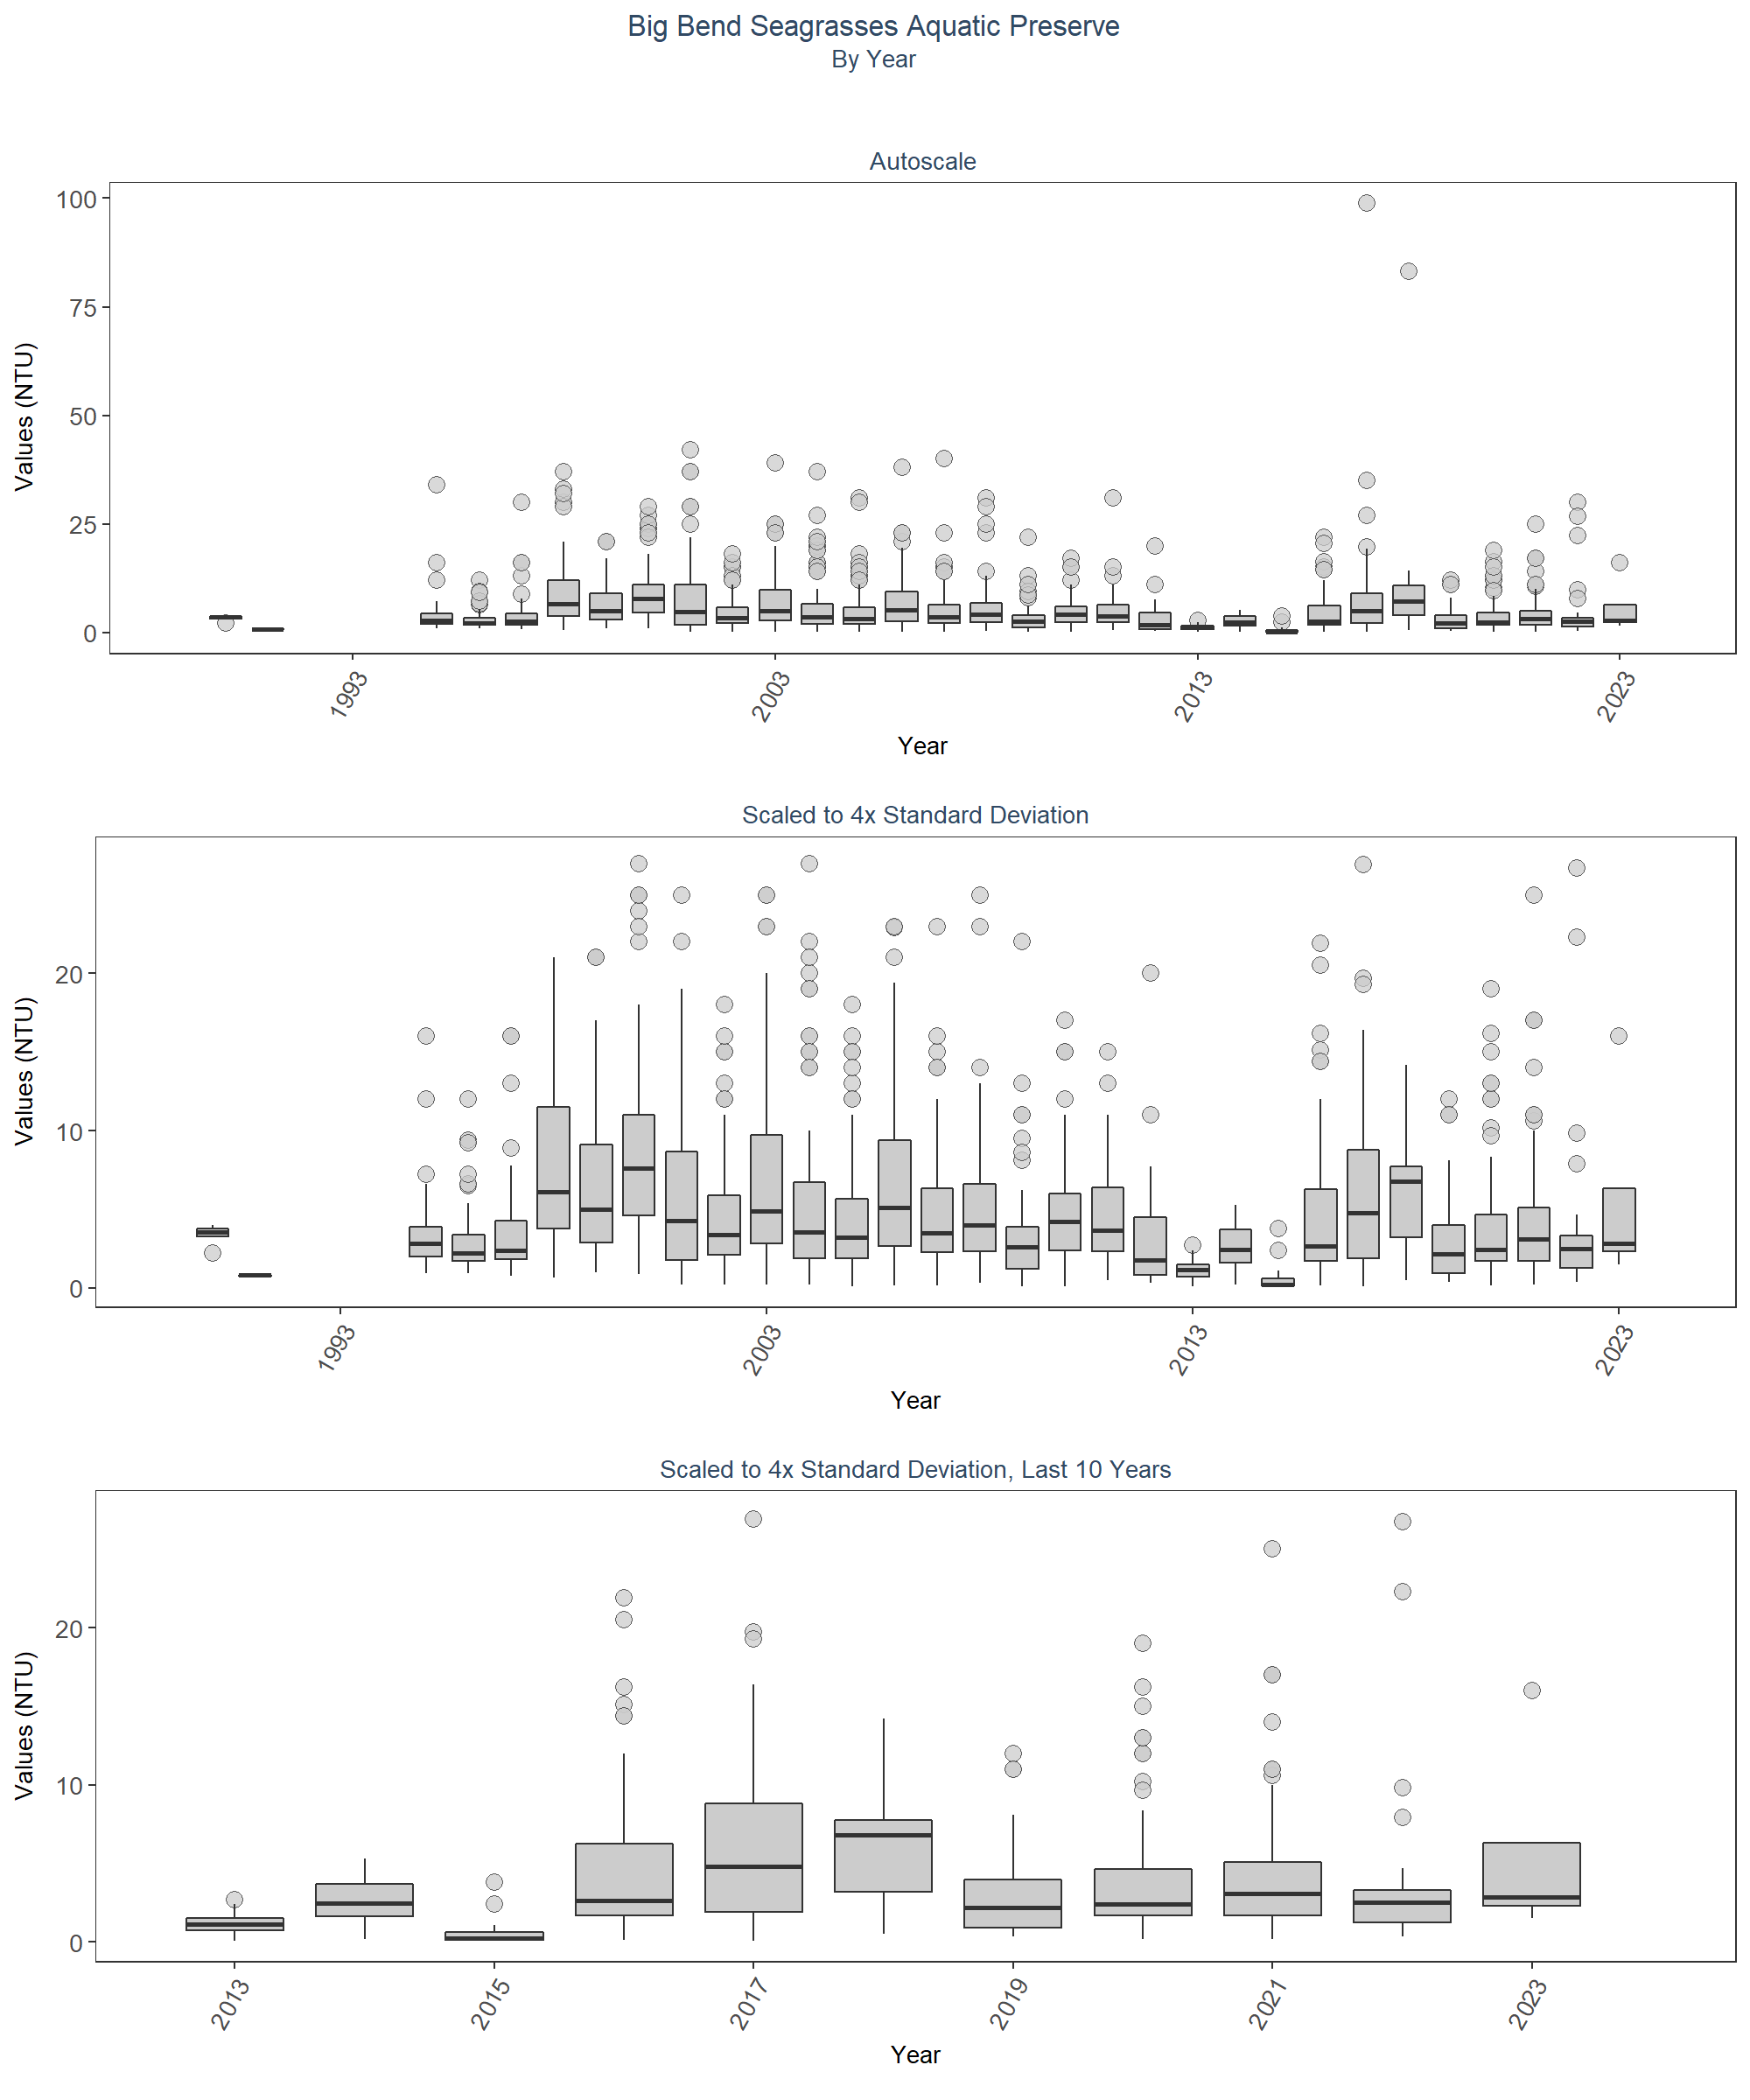 Big Bend Seagrasses Aquatic Preserve
By Year
Autoscale
Values (NTU)
100
75
50
25
0
1993
2003
2013
2023
Year
Scaled to 4x Standard Deviation
Values (NTU)
20
10
0
1993
2003
2013
2023
Year
Scaled to 4x Standard Deviation, Last 10 Years
Values (NTU)
20
10
0
2013
2015
2017
2019
2021
2023
Year